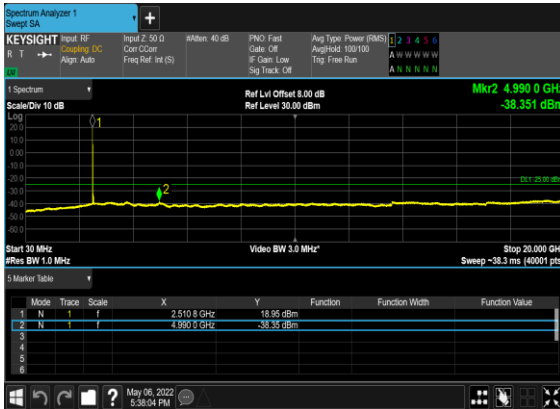 Spectrum Analyzer 1
Swept SA
KEYSIGHT Input: RF Input Z: 50 Ω #Atten: 40 dB PNO: Fast Avg Type: Power (RMS) 1 2 3 4 5 6
R T Coupling: DC Corr CCorr Gate: Off Avg|Hold: 100/100 A W W W W W
Align: Auto Freq Ref: Int (S) IF Gain: Low Trig: Free Run
Sig Track: Off A N N N N N
LXI
1 Spectrum Ref Lvl Offset 8.00 dB Mkr2 4.990 0 GHz
Scale/Div 10 dB Ref Level 30.00 dBm -38.351 dBm
Log
20.0 1
10.0
0.00
-10.0
-20.0 DL1 -25.00 dBm
-30.0 2
-40.0
-50.0
-60.0
Start 30 MHz Video BW 3.0 MHz* Stop 20.000 GHz
#Res BW 1.0 MHz Sweep ~38.3 ms (40001 pts)
5 Marker Table
Mode Trace Scale X Y Function Function Width Function Value
1 N 1 f 2.510 8 GHz 18.95 dBm
2 N 1 f 4.990 0 GHz -38.35 dBm
3
4
5
6
? May 06, 2022
5:38:04 PM